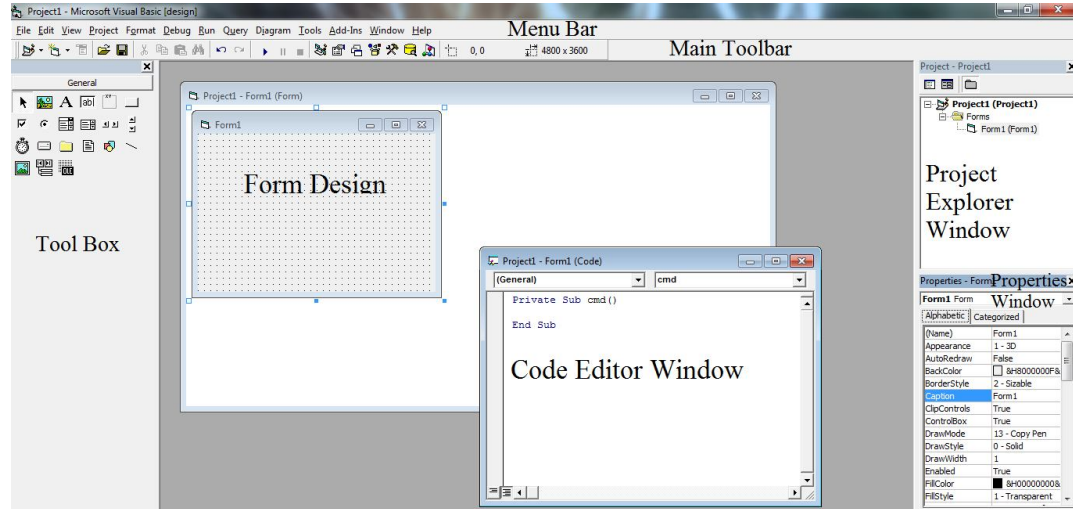 Project1 - Microsoft Visual Basic [design]
File Edit View Project Format Debug Run Query Diagram Tools Add-Ins Window Help
Menu Bar
0, 0
4800 x 3600
Main Toolbar
General
A
ab|
xy
OLE
Tool Box
Project1 - Form1 (Form)
Form1
Form Design
Project1 - Form1 (Code)
(General)
cmd
Private Sub cmd()
End Sub
Code Editor Window
Project - Project1
Project1 (Project1)
Forms
Form1 (Form1)
Project
Explorer
Window
Properties - Form
Properties
Window
Form1 Form
Alphabetic Categorized
(Name) Form1
Appearance 1 - 3D
AutoRedraw False
BackColor &H8000000F&
BorderStyle 2 - Sizable
Caption Form1
ClipControls True
ControlBox True
DrawMode 13 - Copy Pen
DrawStyle 0 - Solid
DrawWidth 1
Enabled True
FillColor &H00000000&
FillStyle 1 - Transparent